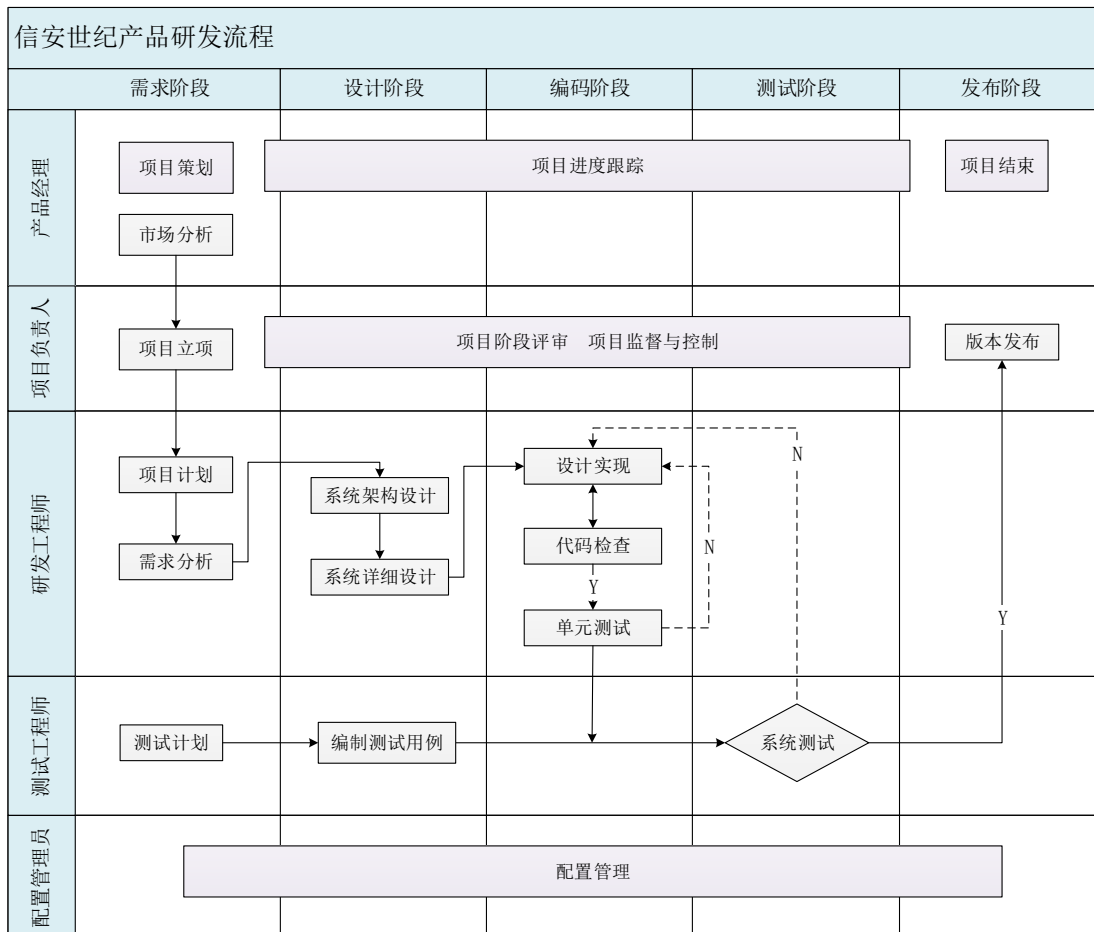 信安世纪产品研发流程
需求阶段
设计阶段
编码阶段
测试阶段
发布阶段
产品经理
项目策划
项目进度跟踪
项目结束
市场分析
项目负责人
项目立项
项目阶段评审 项目监督与控制
版本发布
研发工程师
项目计划
系统架构设计
设计实现
N
需求分析
系统详细设计
代码检查
N
Y
单元测试
Y
测试工程师
测试计划
编制测试用例
系统测试
配置管理员
配置管理